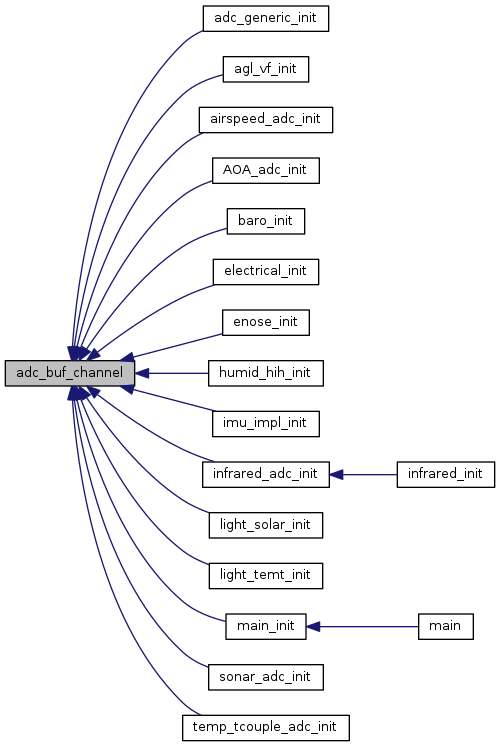 adc_generic_init
agl_vf_init
airspeed_adc_init
AOA_adc_init
baro_init
electrical_init
enose_init
adc_buf_channel
humid_hih_init
imu_impl_init
infrared_adc_init
infrared_init
light_solar_init
light_temt_init
main_init
main
sonar_adc_init
temp_tcouple_adc_init